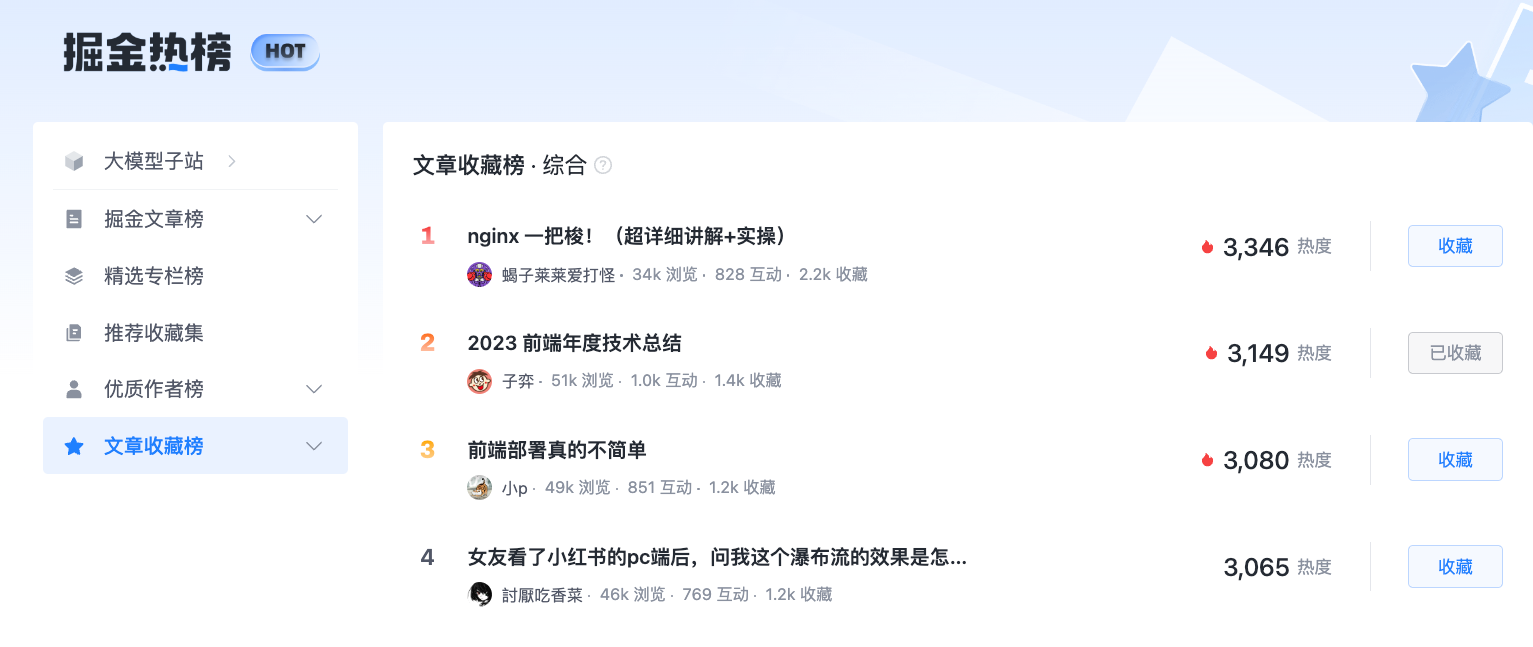 掘金热榜 HOT
大模型子站
掘金文章榜
精选专栏榜
推荐收藏集
优质作者榜
文章收藏榜
文章收藏榜 · 综合 ?
1 nginx 一把梭！（超详细讲解+实操） 3,346 热度 收藏
蝎子莱莱爱打怪 · 34k 浏览 · 828 互动 · 2.2k 收藏
2 2023 前端年度技术总结 3,149 热度 已收藏
子弈 · 51k 浏览 · 1.0k 互动 · 1.4k 收藏
3 前端部署真的不简单 3,080 热度 收藏
小p · 49k 浏览 · 851 互动 · 1.2k 收藏
4 女友看了小红书的pc端后，问我这个瀑布流的效果是怎... 3,065 热度 收藏
討厭吃香菜 · 46k 浏览 · 769 互动 · 1.2k 收藏